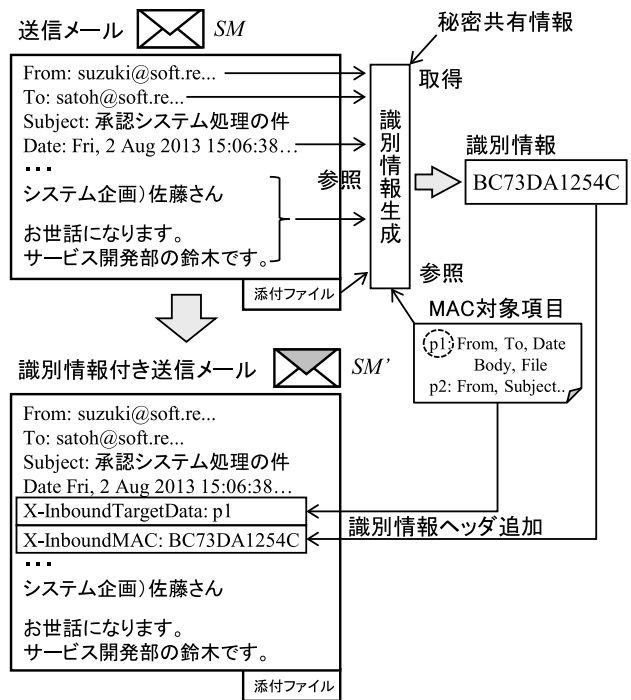 送信メール
SM
秘密共有情報
From: suzuki@soft.re...
To: satoh@soft.re...
Subject: 承認システム処理の件
Date: Fri, 2 Aug 2013 15:06:38...
...
システム企画）佐藤さん
お世話になります。
サービス開発部の鈴木です。
添付ファイル
取得
参照
識別情報生成
参照
識別情報
BC73DA1254C
MAC対象項目
p1: From, To, Date
Body, File
p2: From, Subject..
識別情報付き送信メール
SM’
From: suzuki@soft.re...
To: satoh@soft.re...
Subject: 承認システム処理の件
Date Fri, 2 Aug 2013 15:06:38...
X-InboundTargetData: p1
X-InboundMAC: BC73DA1254C
識別情報ヘッダ追加
...
システム企画）佐藤さん
お世話になります。
サービス開発部の鈴木です。
添付ファイル